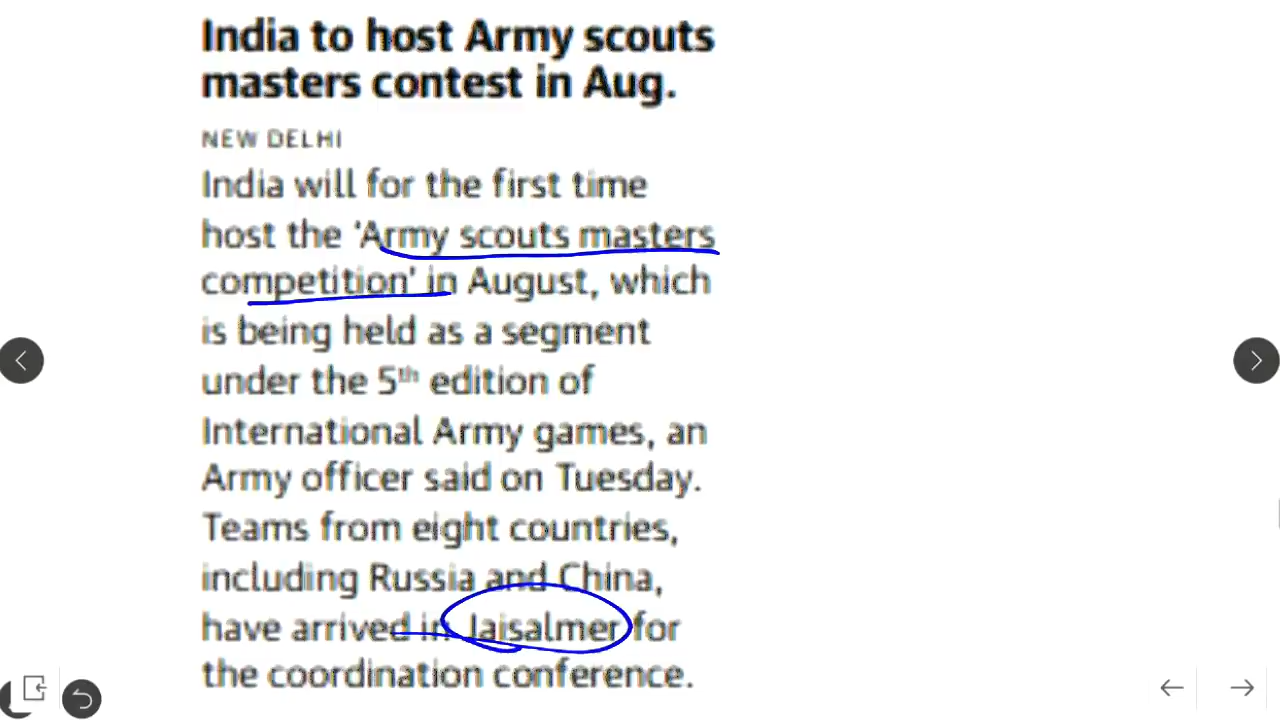 India to host Army scouts
masters contest in Aug.
NEW DELHI
India will for the first time
host the 'Army scouts masters
competition' in August, which
is being held as a segment
under the 5th edition of
International Army games, an
Army officer said on Tuesday.
Teams from eight countries,
including Russia and China,
have arrived in Jaisalmer for
the coordination conference.